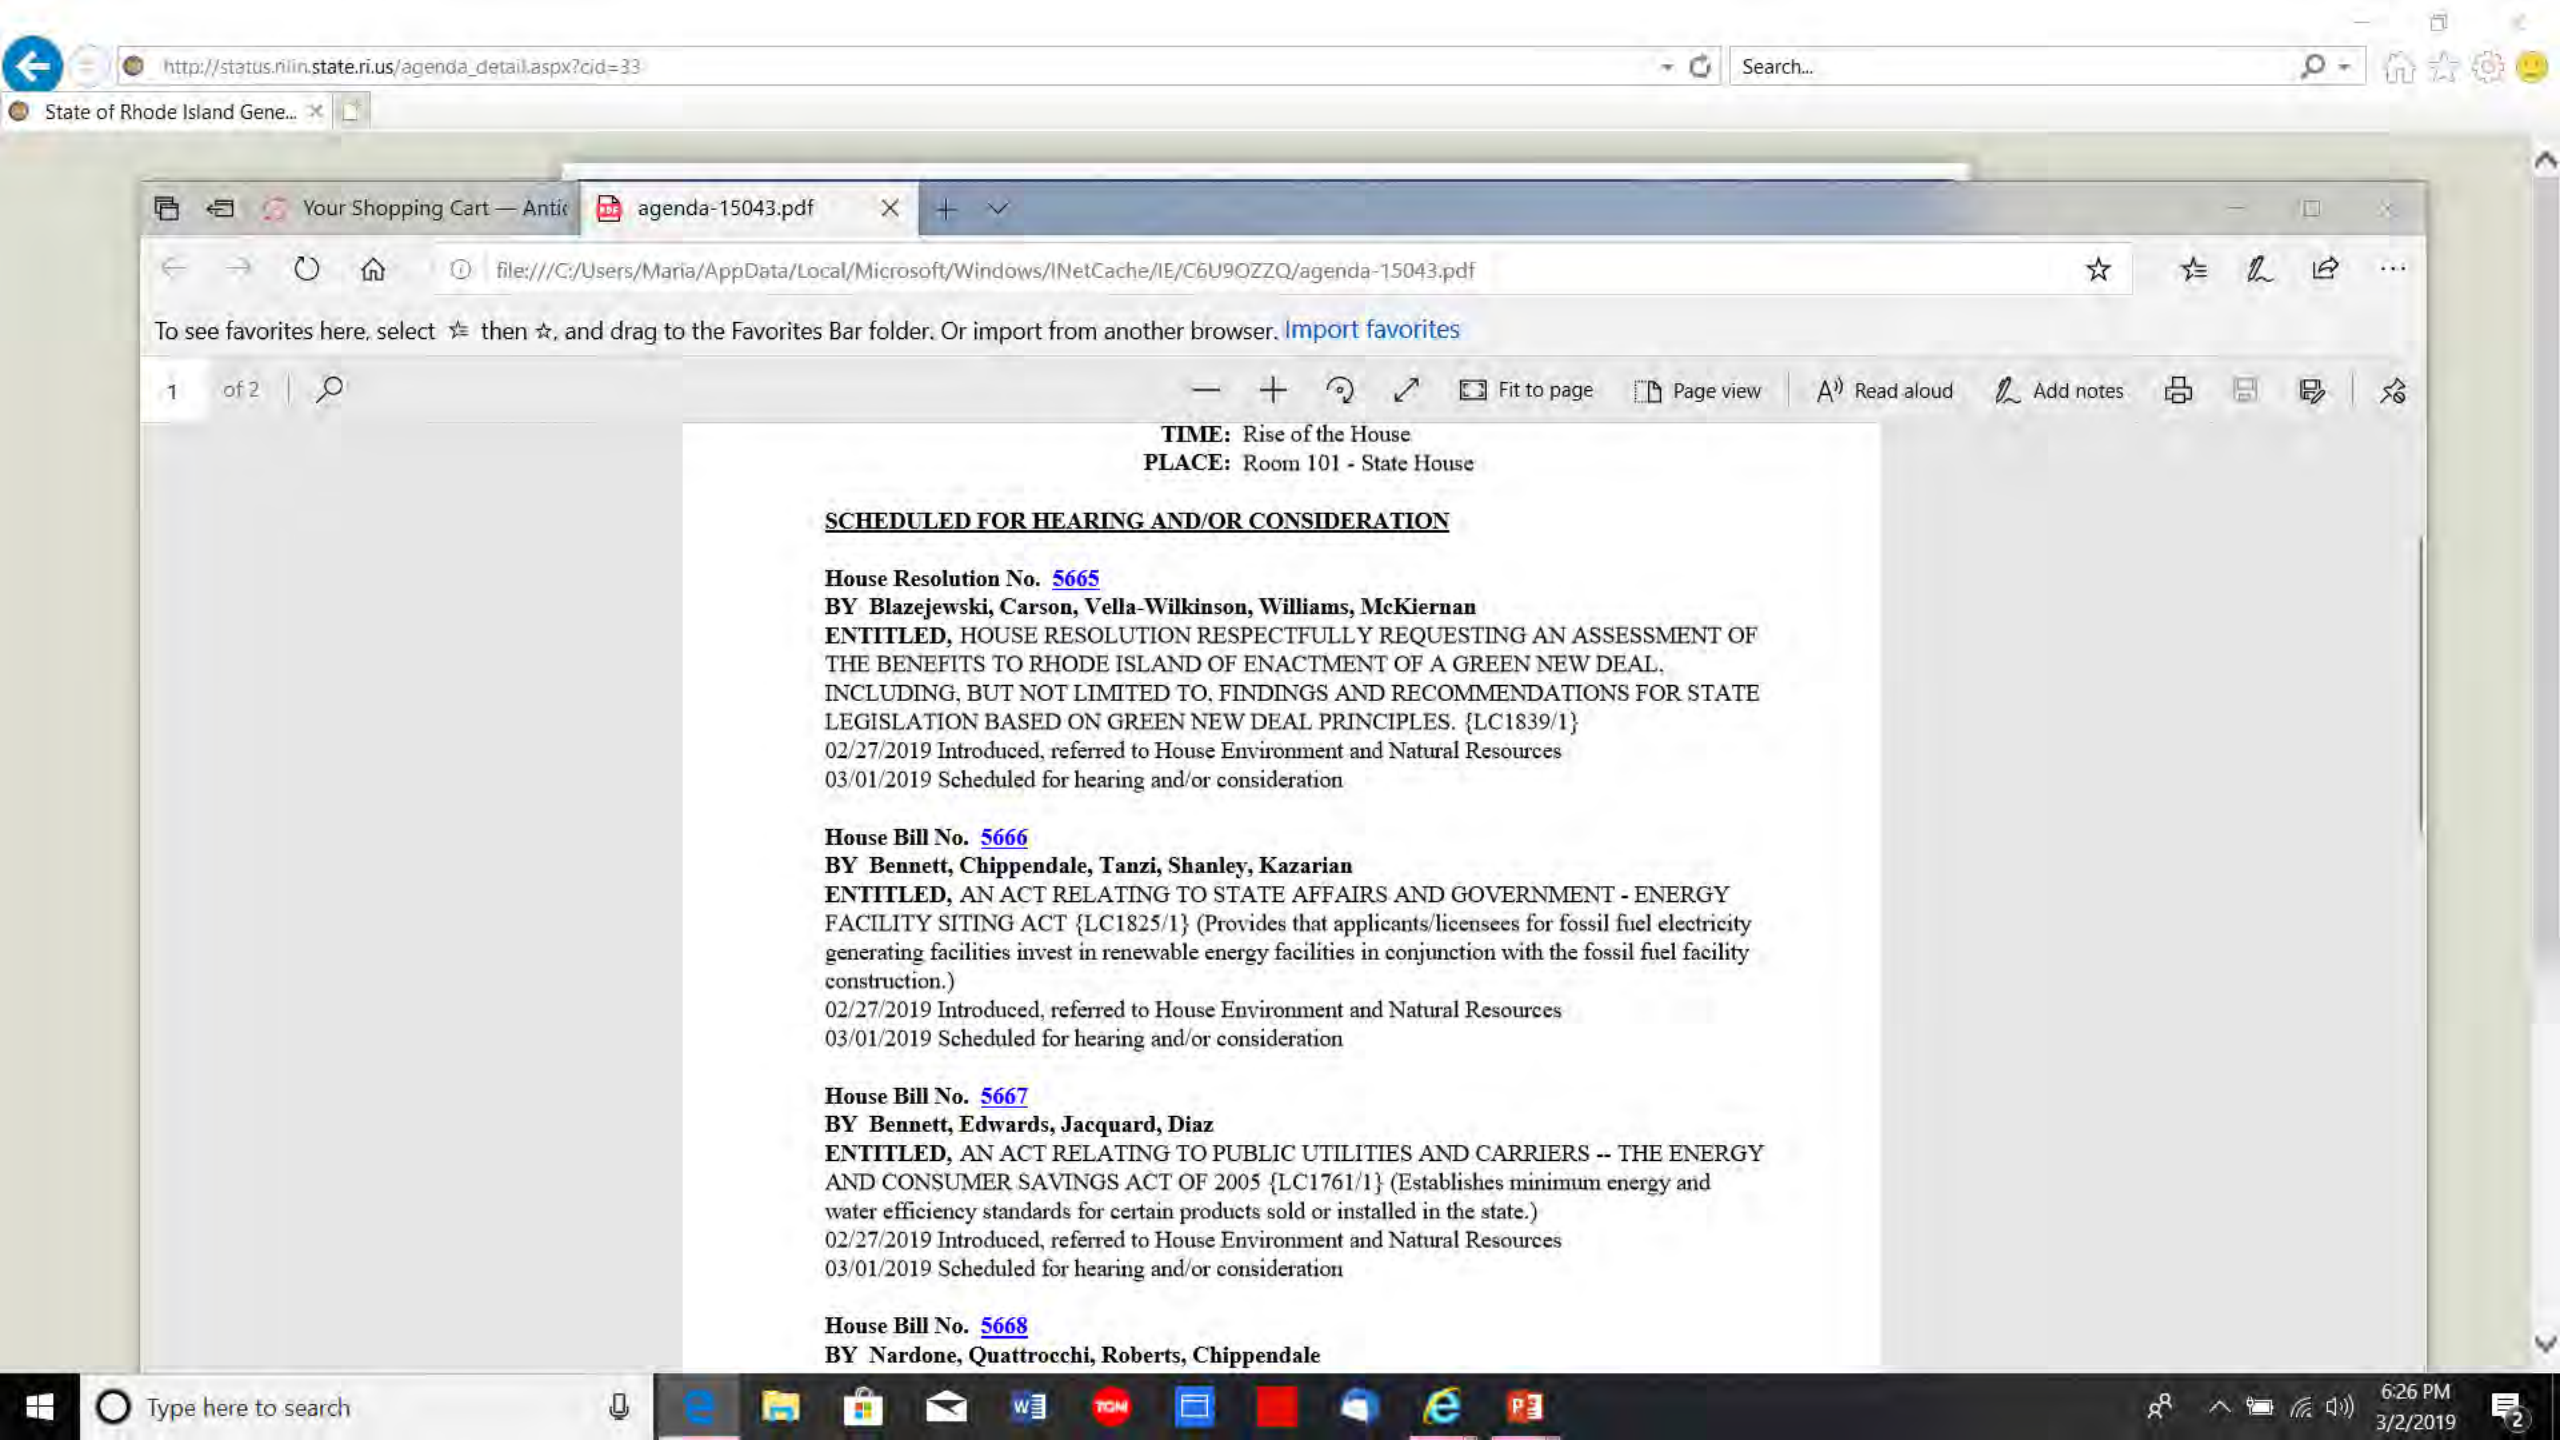 http://status.rilin.state.ri.us/agenda_detail.aspx?cid=33
Search...
State of Rhode Island Gene...
Your Shopping Cart — Antic
agenda-15043.pdf
file:///C:/Users/Maria/AppData/Local/Microsoft/Windows/INetCache/IE/C6U9OZZQ/agenda-15043.pdf
To see favorites here, select then , and drag to the Favorites Bar folder. Or import from another browser. Import favorites
1 of 2
Fit to page
Page view
Read aloud
Add notes
TIME: Rise of the House
PLACE: Room 101 - State House
SCHEDULED FOR HEARING AND/OR CONSIDERATION
House Resolution No. 5665
BY Blazejewski, Carson, Vella-Wilkinson, Williams, McKiernan
ENTITLED, HOUSE RESOLUTION RESPECTFULLY REQUESTING AN ASSESSMENT OF
THE BENEFITS TO RHODE ISLAND OF ENACTMENT OF A GREEN NEW DEAL,
INCLUDING, BUT NOT LIMITED TO, FINDINGS AND RECOMMENDATIONS FOR STATE
LEGISLATION BASED ON GREEN NEW DEAL PRINCIPLES. {LC1839/1}
02/27/2019 Introduced, referred to House Environment and Natural Resources
03/01/2019 Scheduled for hearing and/or consideration
House Bill No. 5666
BY Bennett, Chippendale, Tanzi, Shanley, Kazarian
ENTITLED, AN ACT RELATING TO STATE AFFAIRS AND GOVERNMENT - ENERGY
FACILITY SITING ACT {LC1825/1} (Provides that applicants/licensees for fossil fuel electricity
generating facilities invest in renewable energy facilities in conjunction with the fossil fuel facility
construction.)
02/27/2019 Introduced, referred to House Environment and Natural Resources
03/01/2019 Scheduled for hearing and/or consideration
House Bill No. 5667
BY Bennett, Edwards, Jacquard, Diaz
ENTITLED, AN ACT RELATING TO PUBLIC UTILITIES AND CARRIERS -- THE ENERGY
AND CONSUMER SAVINGS ACT OF 2005 {LC1761/1} (Establishes minimum energy and
water efficiency standards for certain products sold or installed in the state.)
02/27/2019 Introduced, referred to House Environment and Natural Resources
03/01/2019 Scheduled for hearing and/or consideration
House Bill No. 5668
BY Nardone, Quattrocchi, Roberts, Chippendale
Type here to search
TGM
6:26 PM
3/2/2019
2